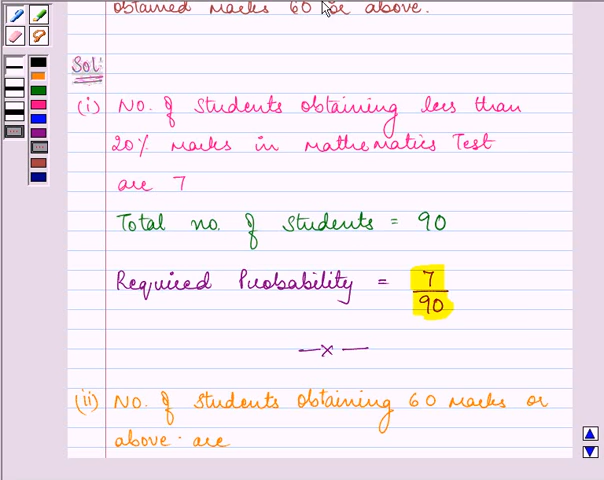 obtained marks 60 or above.
Sol:
(i) No. of students obtaining less than
20% marks in Mathematics Test
are 7
Total no. of students = 90
Required Probability = 7/90
—x—
(ii) No. of students obtaining 60 marks or
above. are